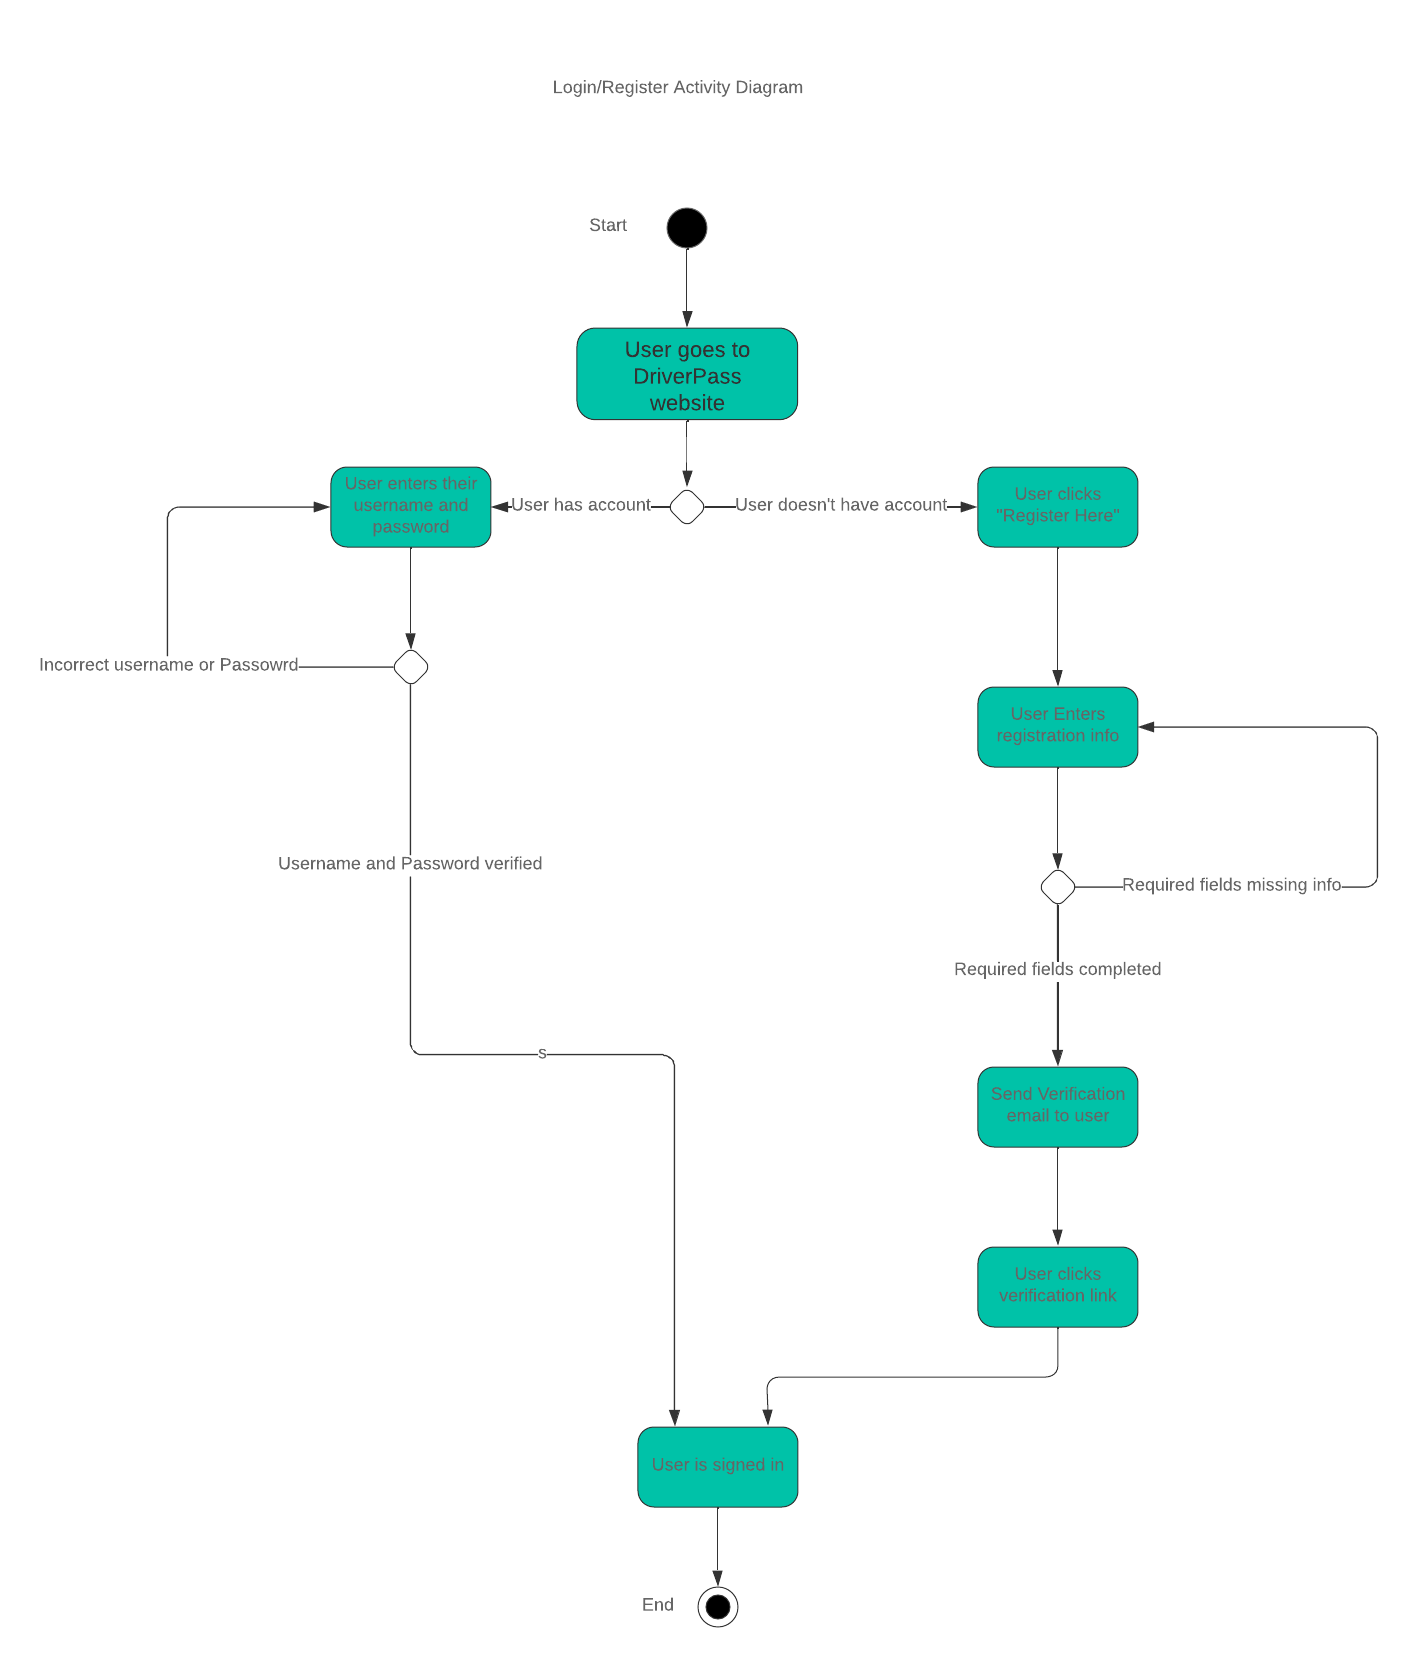 Login/Register Activity Diagram
Start
User goes to
DriverPass
website
User enters their
username and
password
User has account
User doesn't have account
User clicks
"Register Here"
Incorrect username or Passowrd
User Enters
registration info
Username and Password verified
Required fields missing info
Required fields completed
s
Send Verification
email to user
User clicks
verification link
User is signed in
End